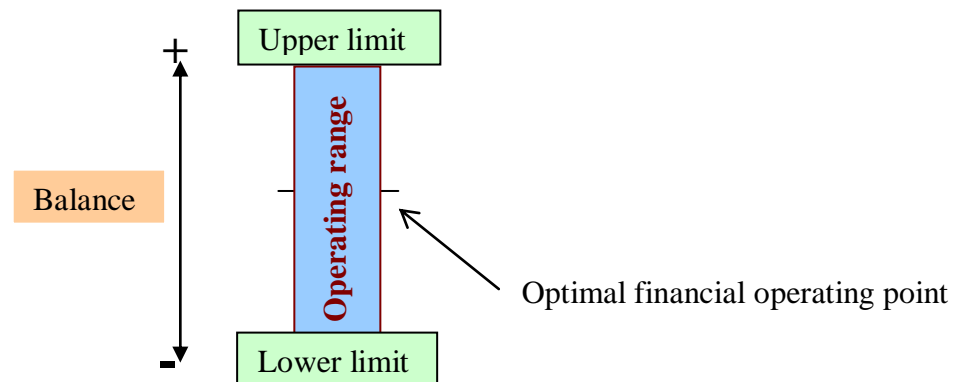 Upper limit
+
Operating range
Balance
Optimal financial operating point
-
Lower limit